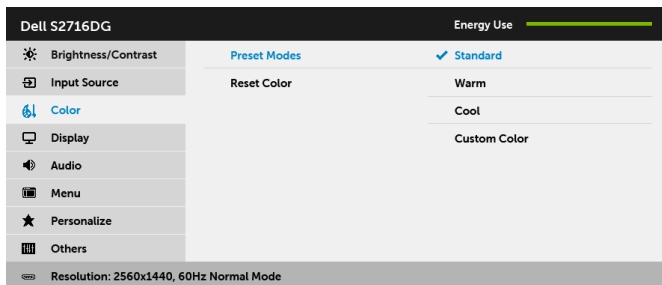 Dell S2716DG Energy Use
Brightness/Contrast Preset Modes Standard
Input Source Reset Color Warm
Color Cool
Display Custom Color
Audio
Menu
Personalize
Others
Resolution: 2560x1440, 60Hz Normal Mode